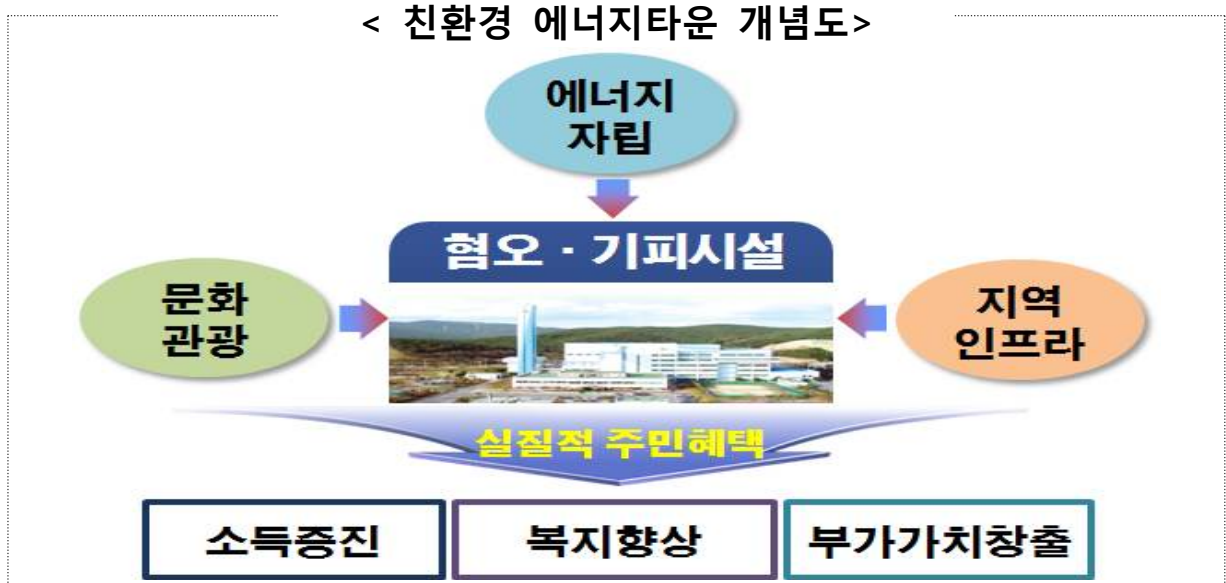 < 친환경 에너지타운 개념도>
에너지
자립
혐오 · 기피시설
문화
관광
지역
인프라
실질적 주민혜택
소득증진
복지향상
부가가치창출